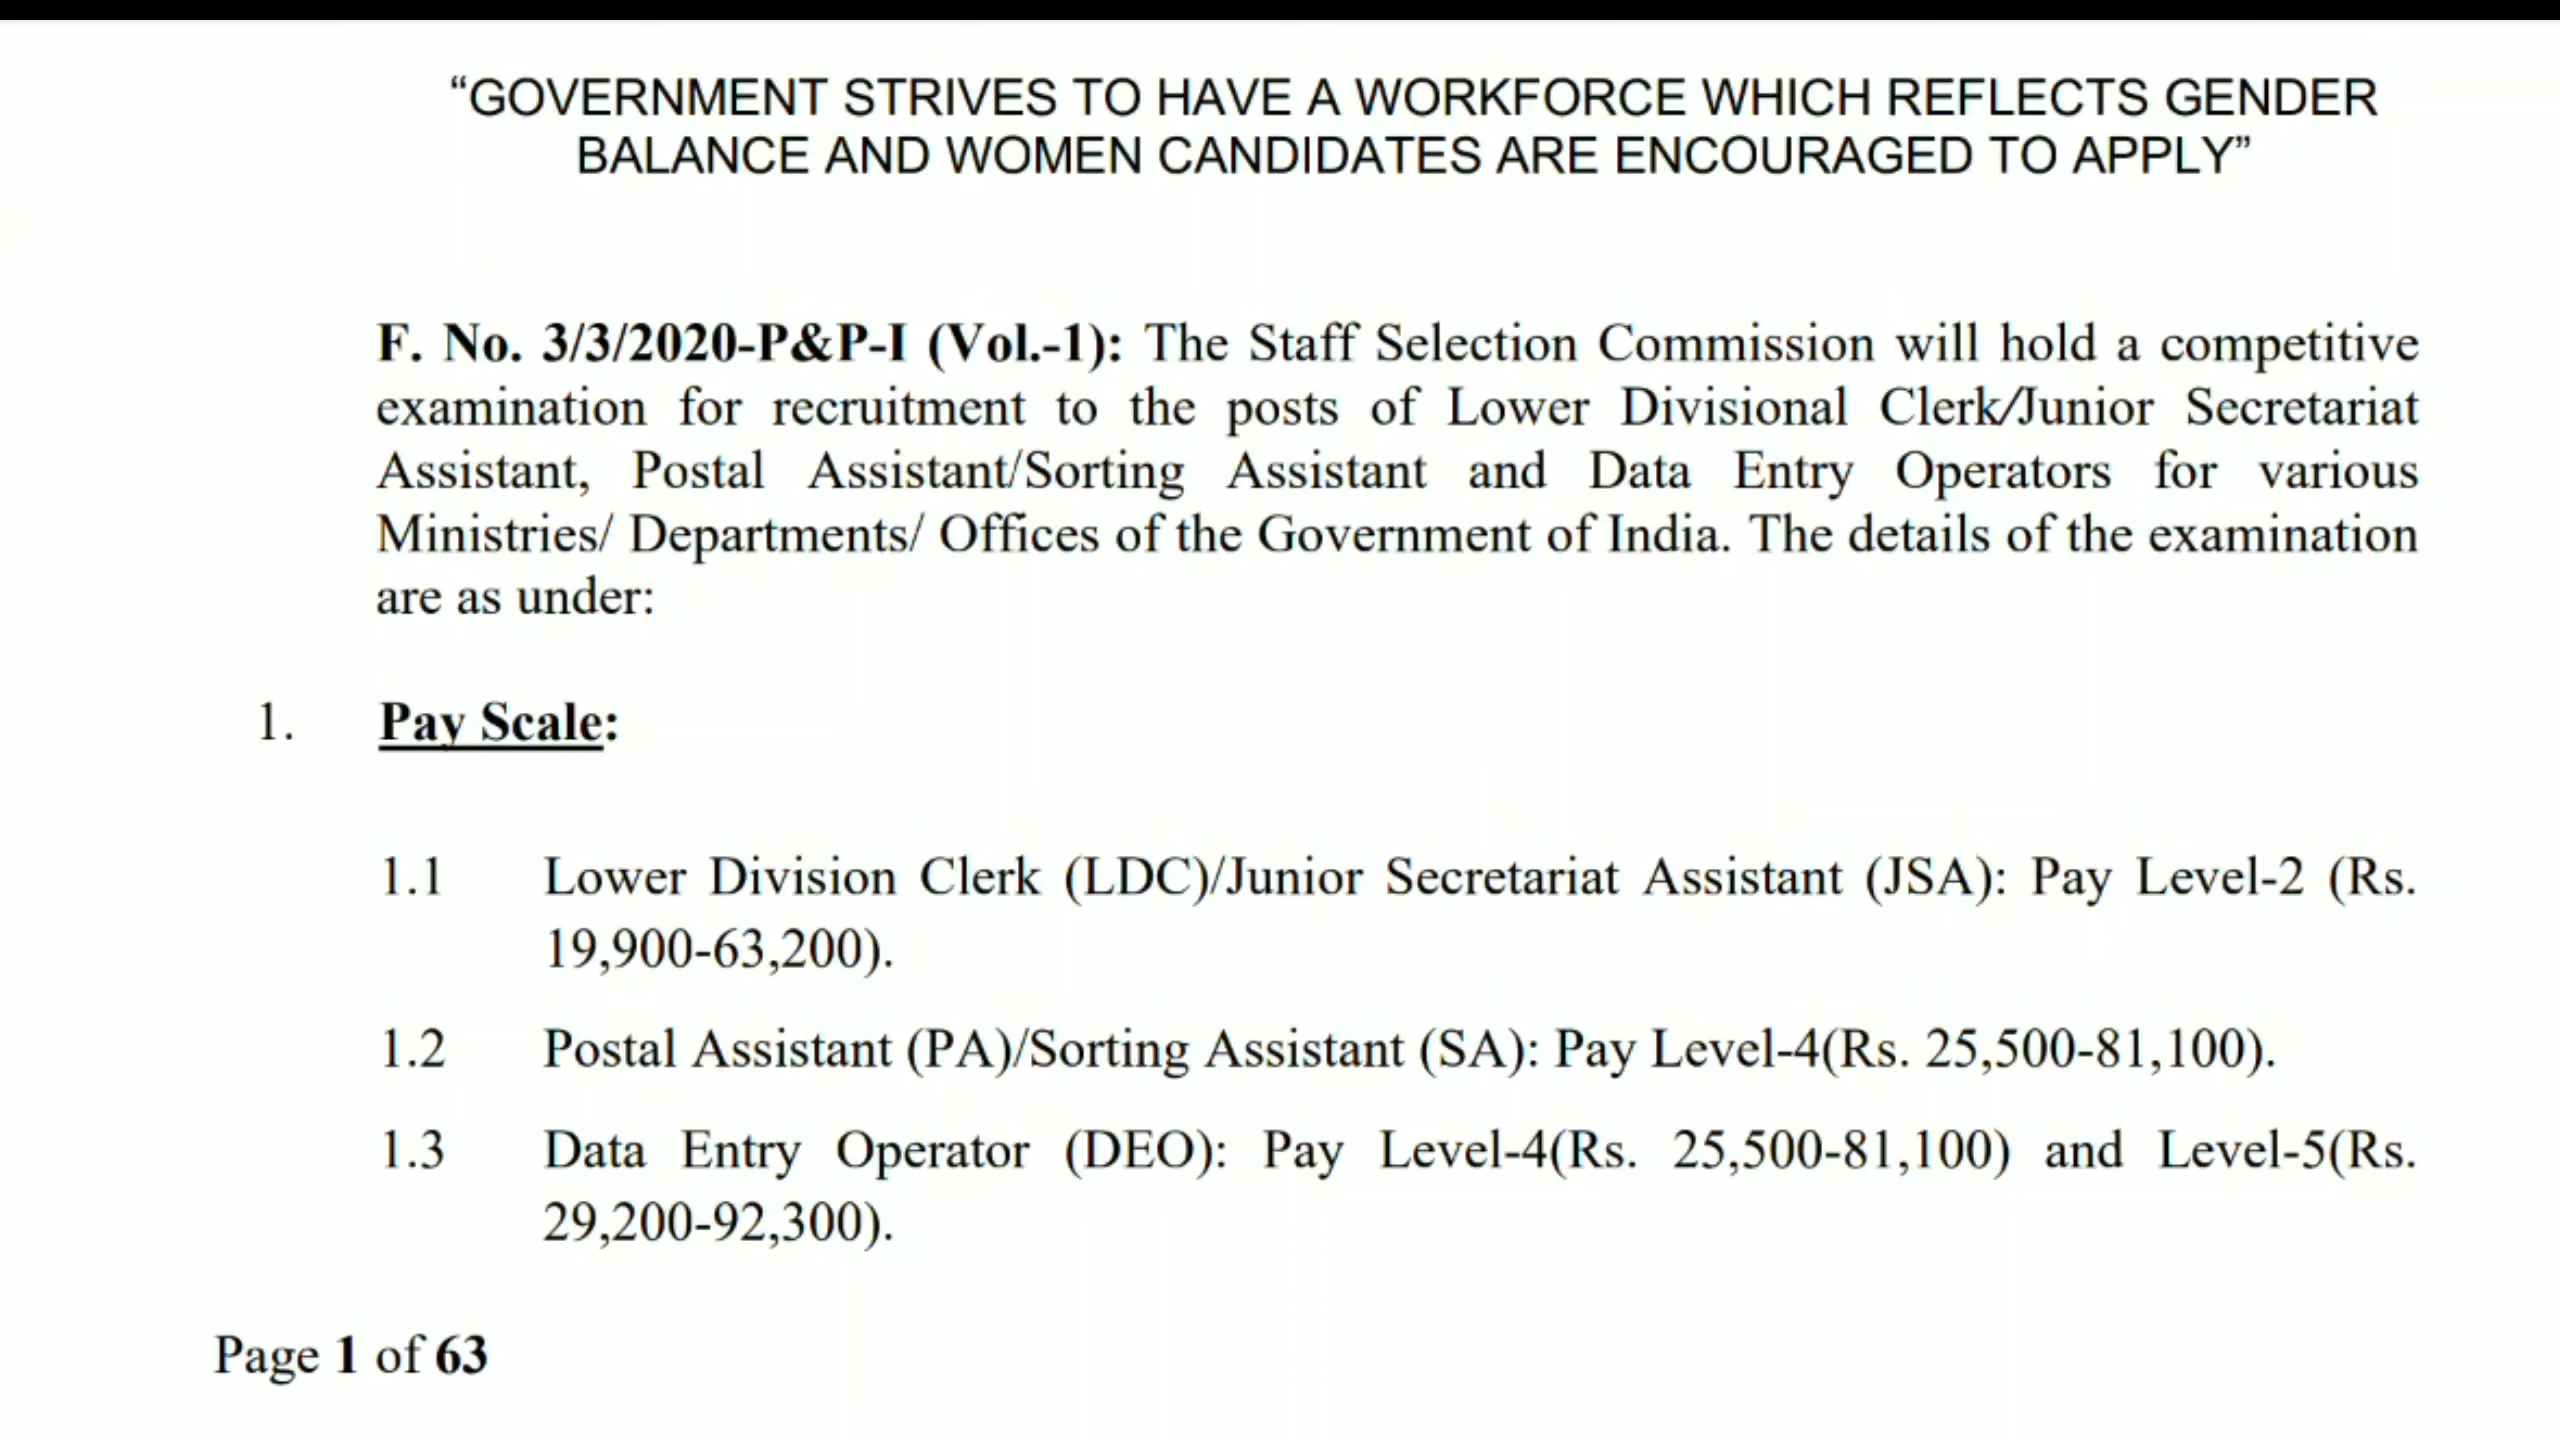 “GOVERNMENT STRIVES TO HAVE A WORKFORCE WHICH REFLECTS GENDER
BALANCE AND WOMEN CANDIDATES ARE ENCOURAGED TO APPLY”
F. No. 3/3/2020-P&P-I (Vol.-1): The Staff Selection Commission will hold a competitive
examination for recruitment to the posts of Lower Divisional Clerk/Junior Secretariat
Assistant, Postal Assistant/Sorting Assistant and Data Entry Operators for various
Ministries/ Departments/ Offices of the Government of India. The details of the examination
are as under:
1. Pay Scale:
1.1 Lower Division Clerk (LDC)/Junior Secretariat Assistant (JSA): Pay Level-2 (Rs.
19,900-63,200).
1.2 Postal Assistant (PA)/Sorting Assistant (SA): Pay Level-4(Rs. 25,500-81,100).
1.3 Data Entry Operator (DEO): Pay Level-4(Rs. 25,500-81,100) and Level-5(Rs.
29,200-92,300).
Page 1 of 63